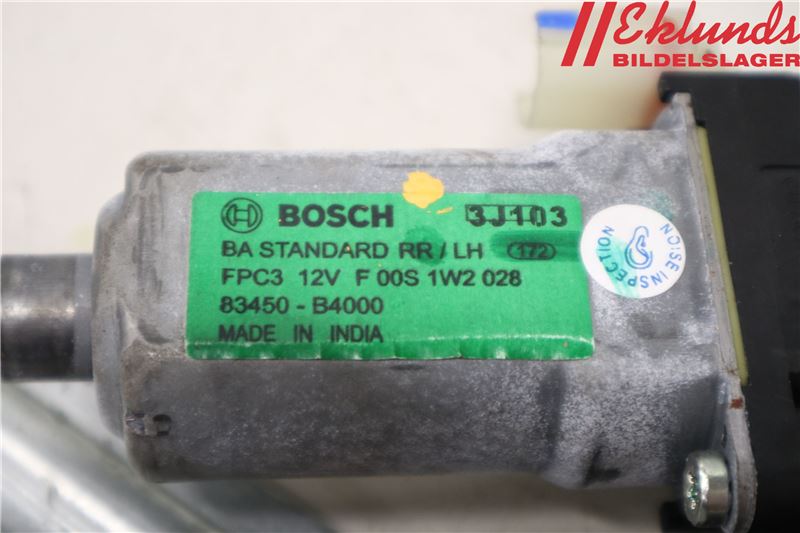 Eklunds
BILDELSLAGER
BOSCH 3J103
BA STANDARD RR / LH 172
FPC3 12V F 00S 1W2 028
83450 - B4000
MADE IN INDIA
NOISE INSPECTION